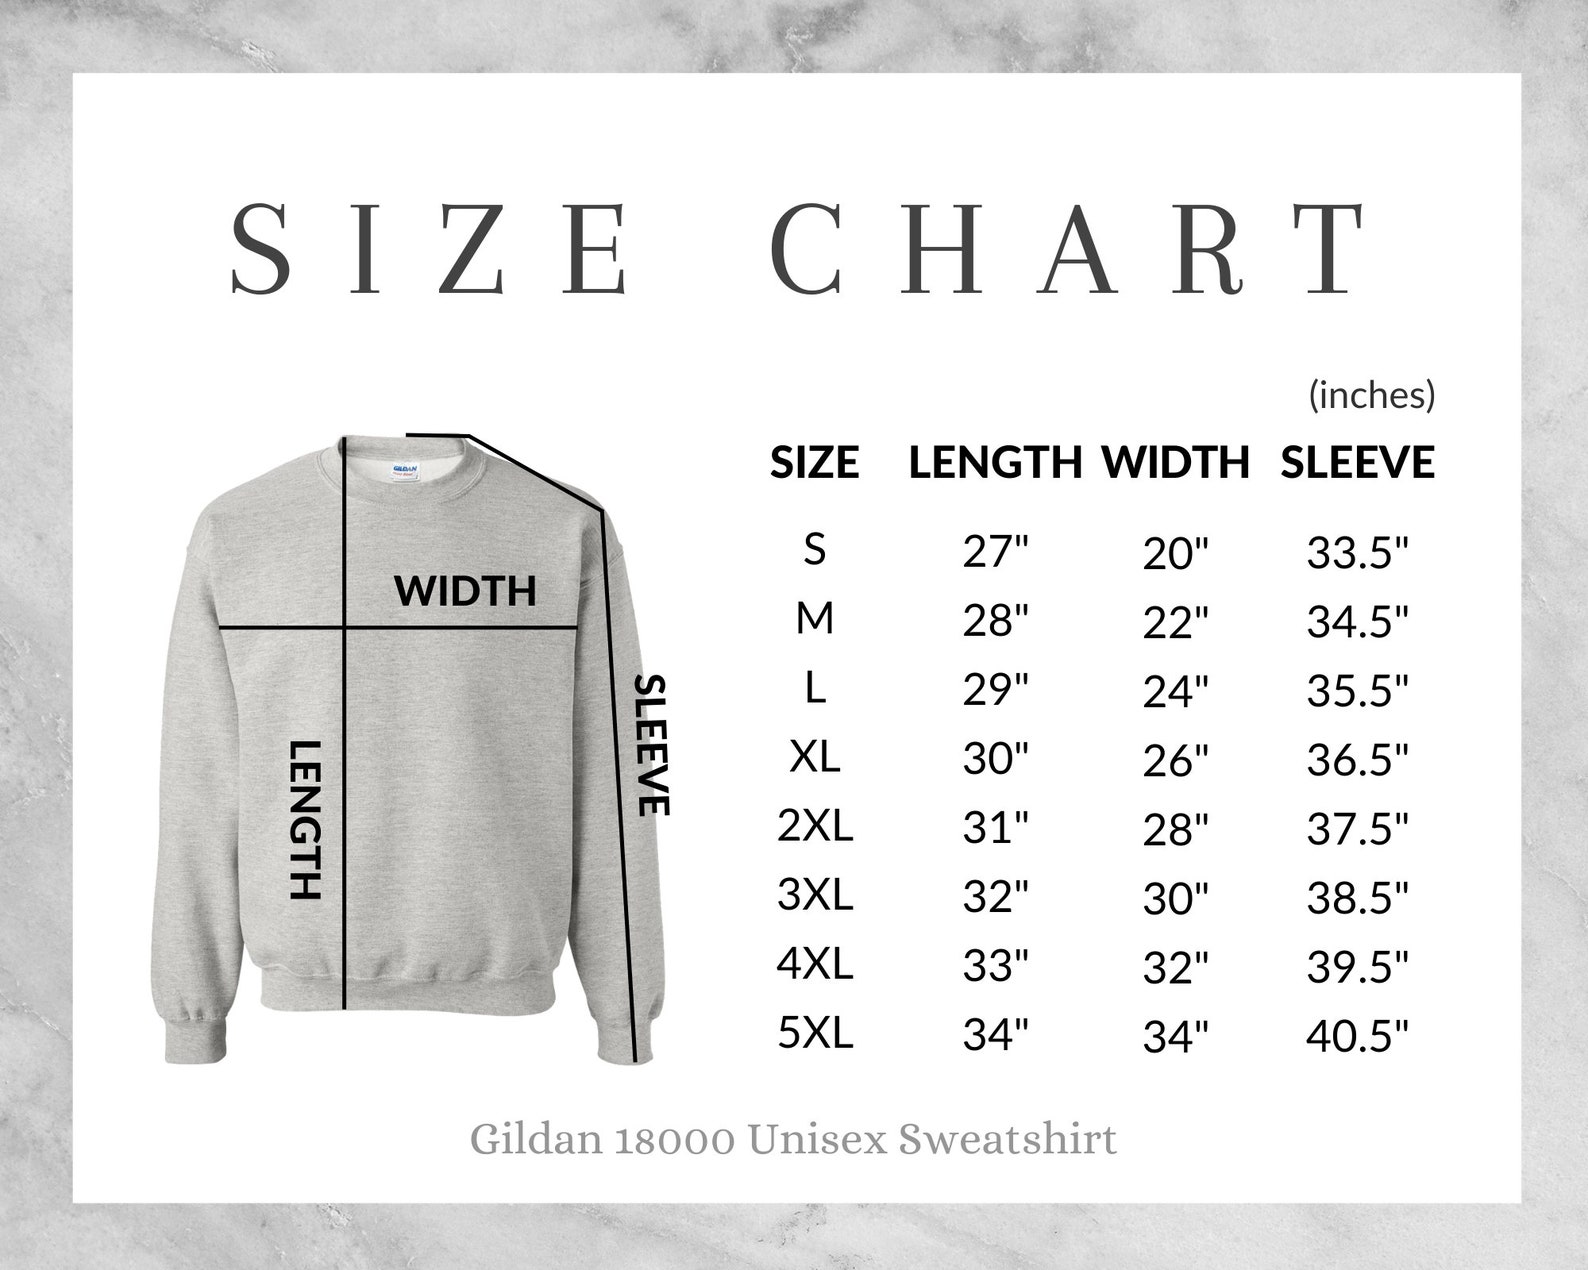 SIZE CHART
(inches)
SIZE LENGTH WIDTH SLEEVE
S 27" 20" 33.5"
M 28" 22" 34.5"
L 29" 24" 35.5"
XL 30" 26" 36.5"
2XL 31" 28" 37.5"
3XL 32" 30" 38.5"
4XL 33" 32" 39.5"
5XL 34" 34" 40.5"
GILDAN
WIDTH
LENGTH
SLEEVE
Gildan 18000 Unisex Sweatshirt